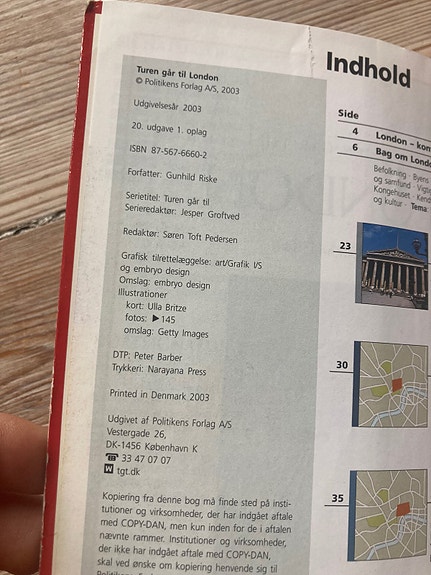 Turen går til London
© Politikens Forlag A/S, 2003
Udgivelsesår 2003
20. udgave 1. oplag
ISBN 87-567-6660-2
Forfatter: Gunhild Riske
Serietitel: Turen går til
Serieredaktør: Jesper Groftved
Redaktør: Søren Toft Pedersen
Grafisk tilrettelæggelse: art/Grafik I/S
og embryo design
Omslag: embryo design
Illustrationer
kort: Ulla Britze
fotos: ▶145
omslag: Getty Images
DTP: Peter Barber
Trykkeri: Narayana Press
Printed in Denmark 2003
Udgivet af Politikens Forlag A/S
Vestergade 26,
DK-1456 København K
☎ 33 47 07 07
W tgt.dk
Kopiering fra denne bog må finde sted på insti-
tutioner og virksomheder, der har indgået aftale
med COPY-DAN, men kun inden for de i aftalen
nævnte rammer. Institutioner og virksomheder,
der ikke har indgået aftale med COPY-DAN,
skal ved ønske om kopiering henvende sig til
Indhold
Side
4 London –
6 Bag om
Befolkning · Byens
og samfund ·
Kongehuset ·
og kultur · Tema:
23
30
35